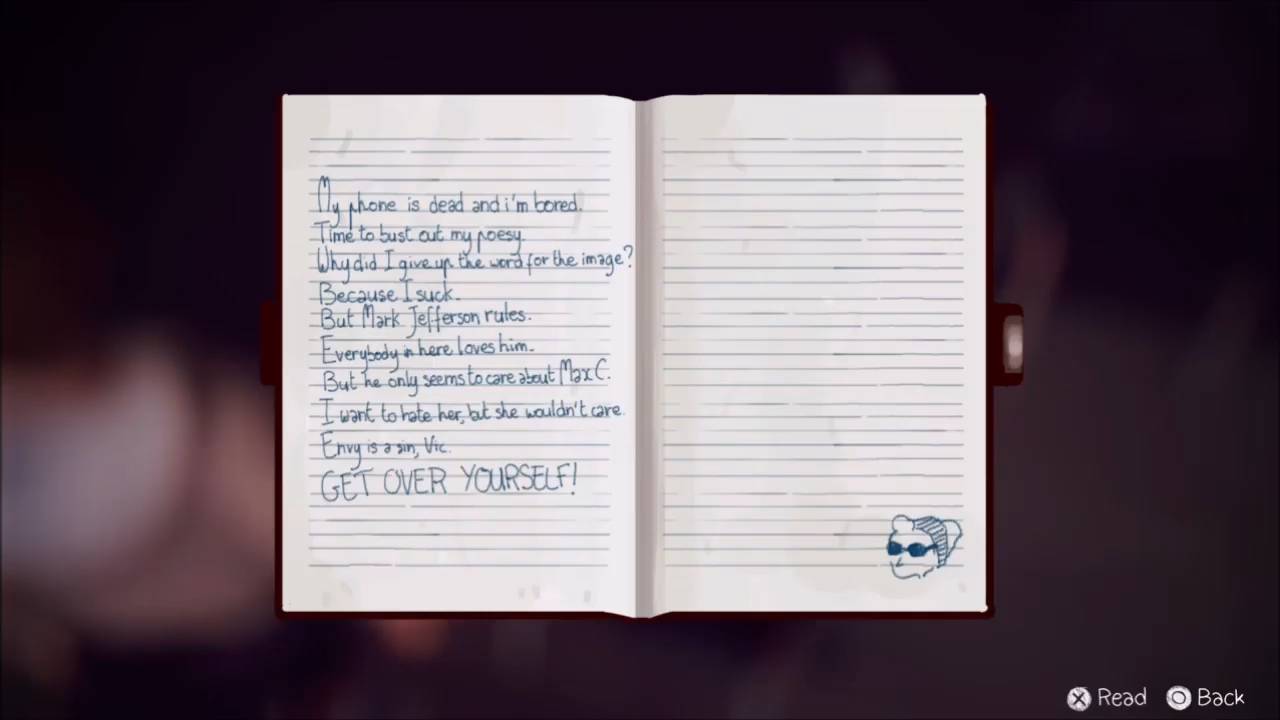 My phone is dead and i'm bored.
Time to bust out my poesy.
Why did I give up the word for the image?
Because I suck.
But Mark Jefferson rules.
Everybody in here loves him.
But he only seems to care about Max C.
I want to hate her, but she wouldn't care.
Envy is a sin, Vic.
GET OVER YOURSELF!
Read Back